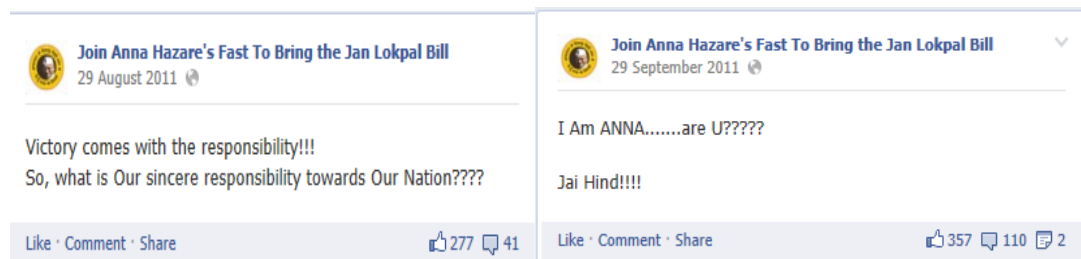 Join Anna Hazare's Fast To Bring the Jan Lokpal Bill
29 August 2011
Victory comes with the responsibility!!!
So, what is Our sincere responsibility towards Our Nation????
Like · Comment · Share
277 41
Join Anna Hazare's Fast To Bring the Jan Lokpal Bill
29 September 2011
I Am ANNA.......are U?????
Jai Hind!!!!
Like · Comment · Share
357 110 2